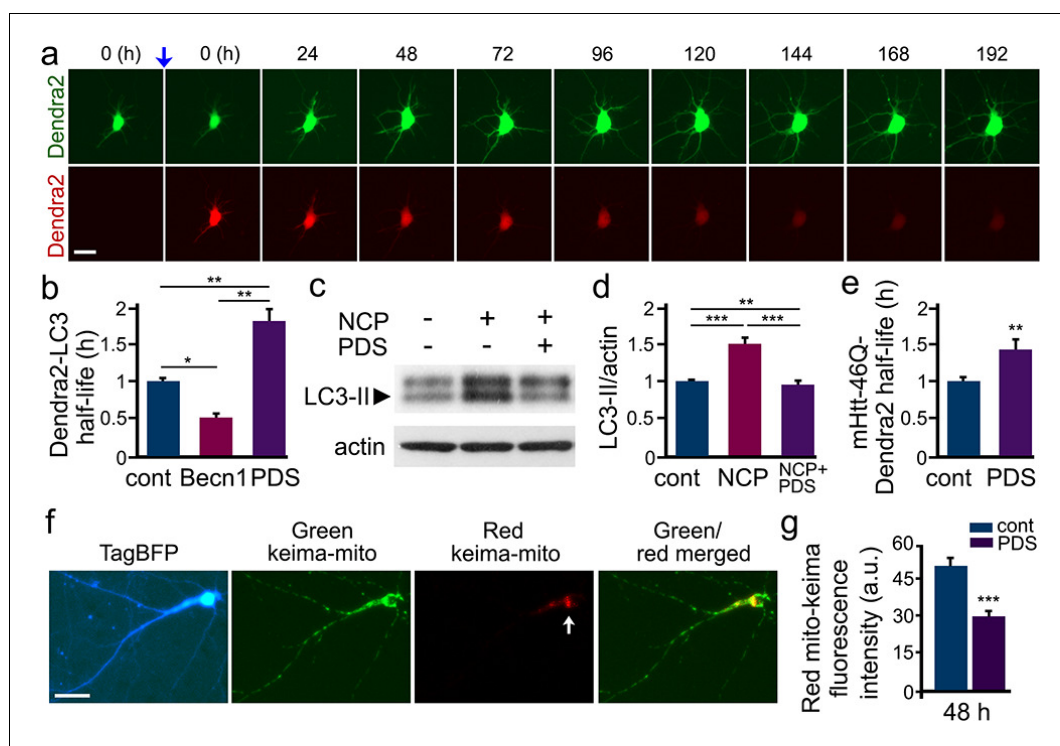 a
0 (h) 0 (h) 24 48 72 96 120 144 168 192
Dendra2
Dendra2
b
Dendra2-LC3
half-life (h)
2
1.5
1
0.5
0
**
**
*
cont Becn1 PDS
c
NCP - + +
PDS - - +
LC3-II
actin
d
LC3-II/actin
2
1.5
1
0.5
0
**
*** ***
cont NCP NCP+
PDS
e
mHtt-46Q-
Dendra2 half-life (h)
2
1.5
1
0.5
0
**
cont PDS
f
TagBFP
Green
keima-mito
Red
keima-mito
Green/
red merged
g
cont
PDS
Red mito-keima
fluorescence
intensity (a.u.)
60
45
30
15
0
***
48 h